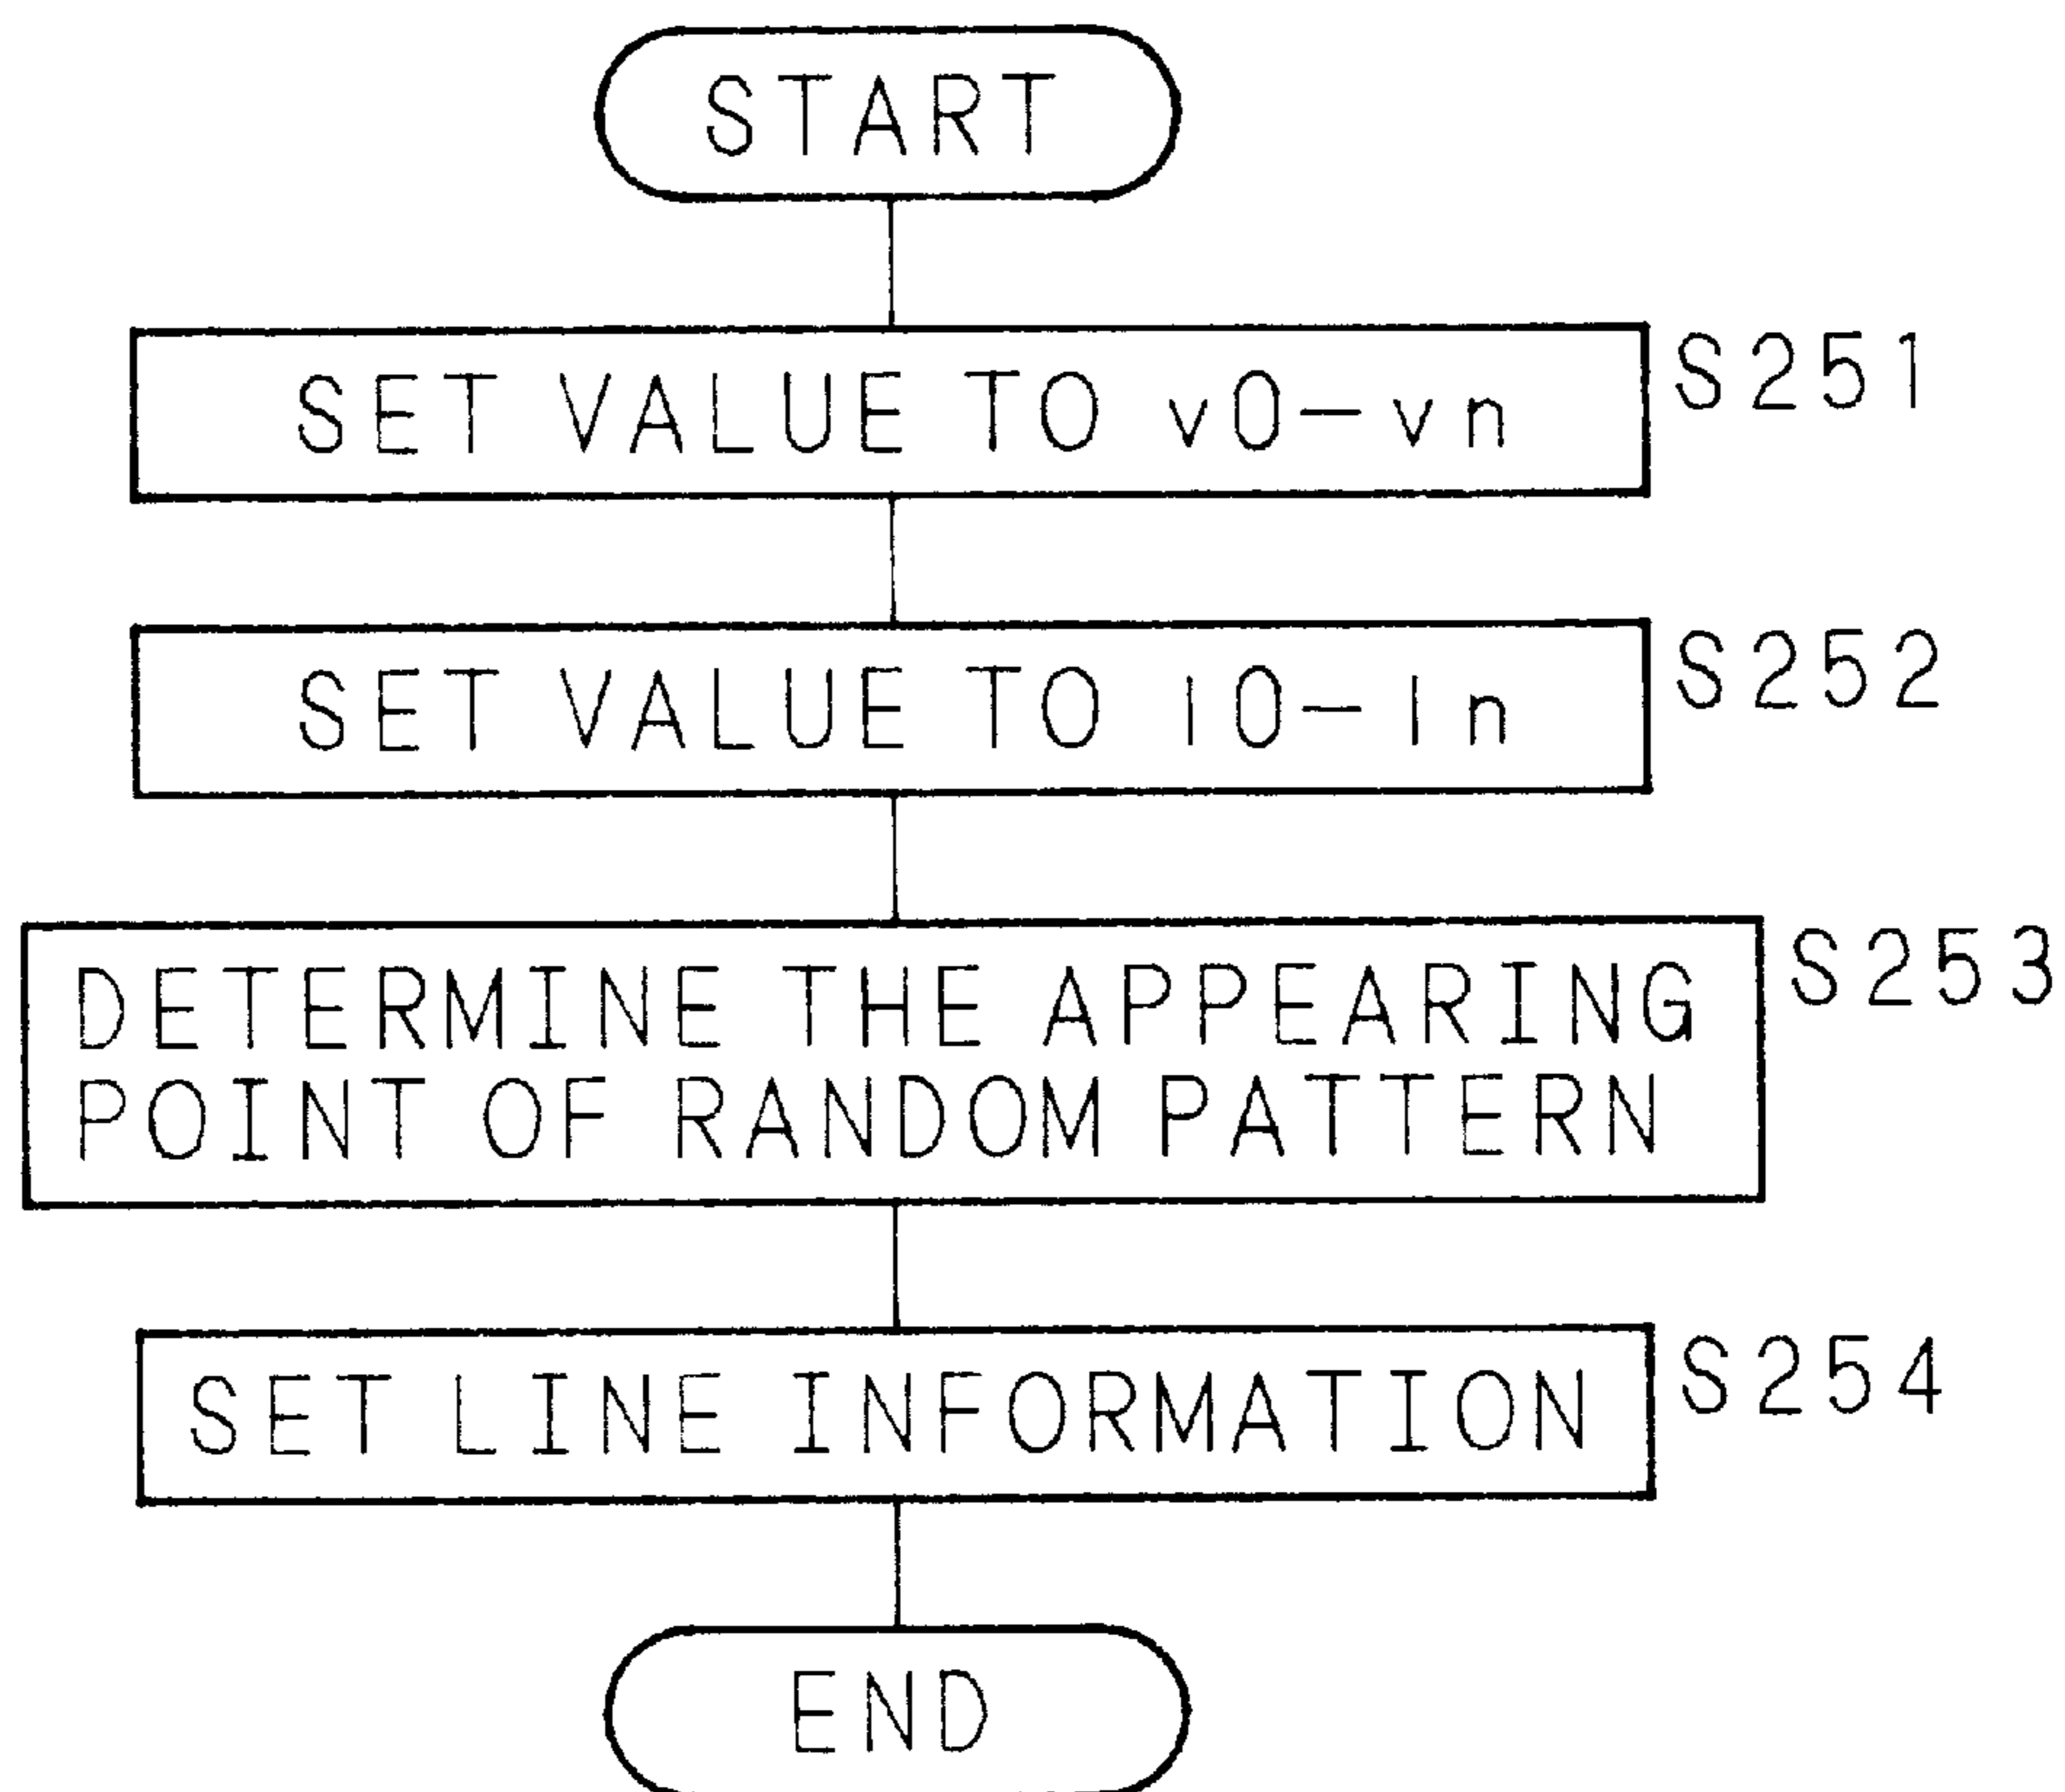 START
SET VALUE TO v0-vn
S251
SET VALUE TO l0-ln
S252
DETERMINE THE APPEARING
POINT OF RANDOM PATTERN
S253
SET LINE INFORMATION
S254
END